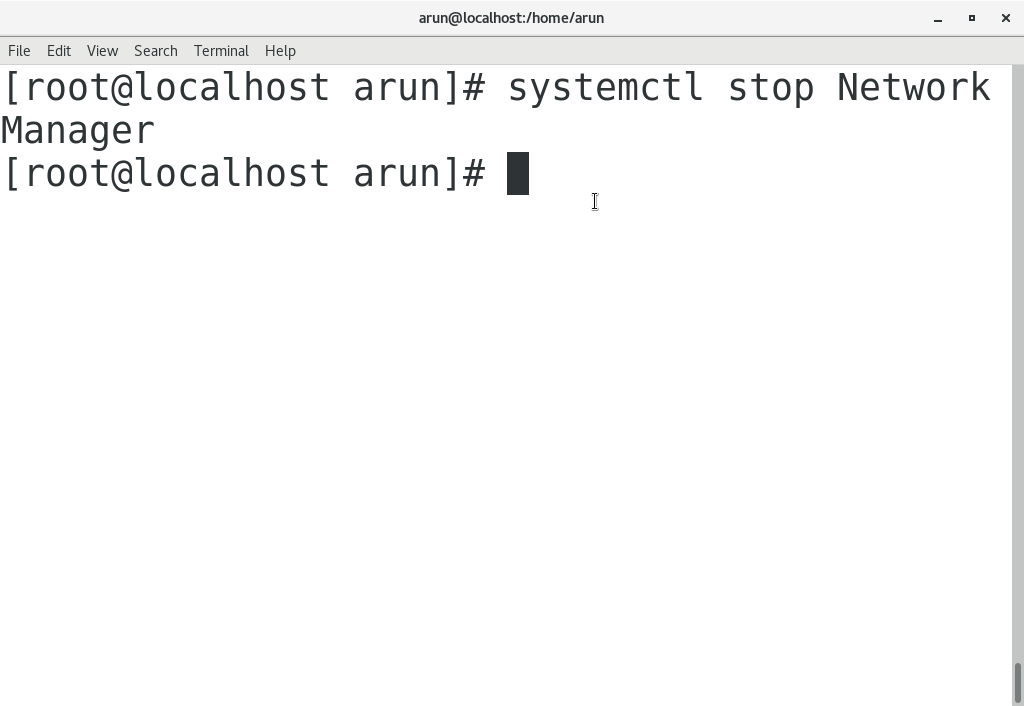 arun@localhost:/home/arun
File Edit View Search Terminal Help
[root@localhost arun]# systemctl stop Network
Manager
[root@localhost arun]#